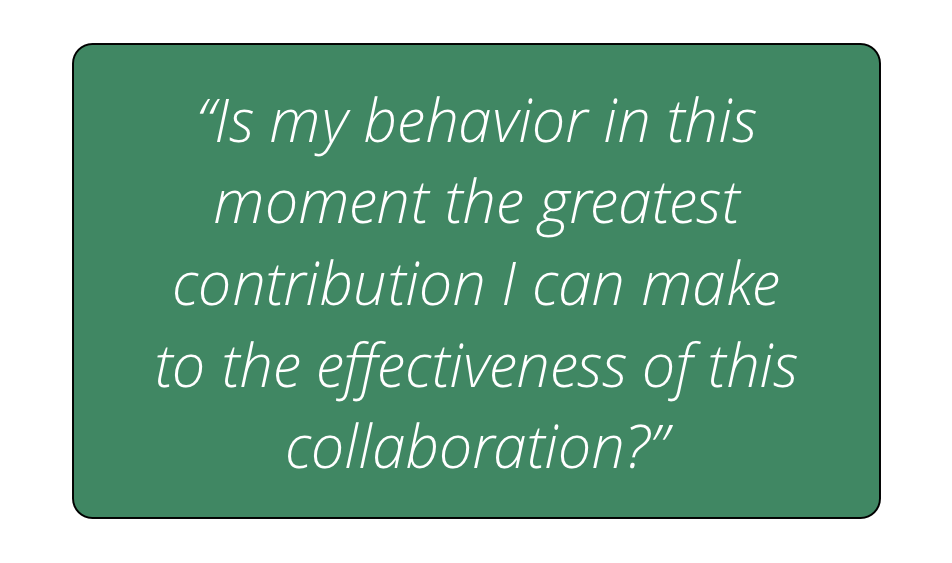 “Is my behavior in this
moment the greatest
contribution I can make
to the effectiveness of this
collaboration?”